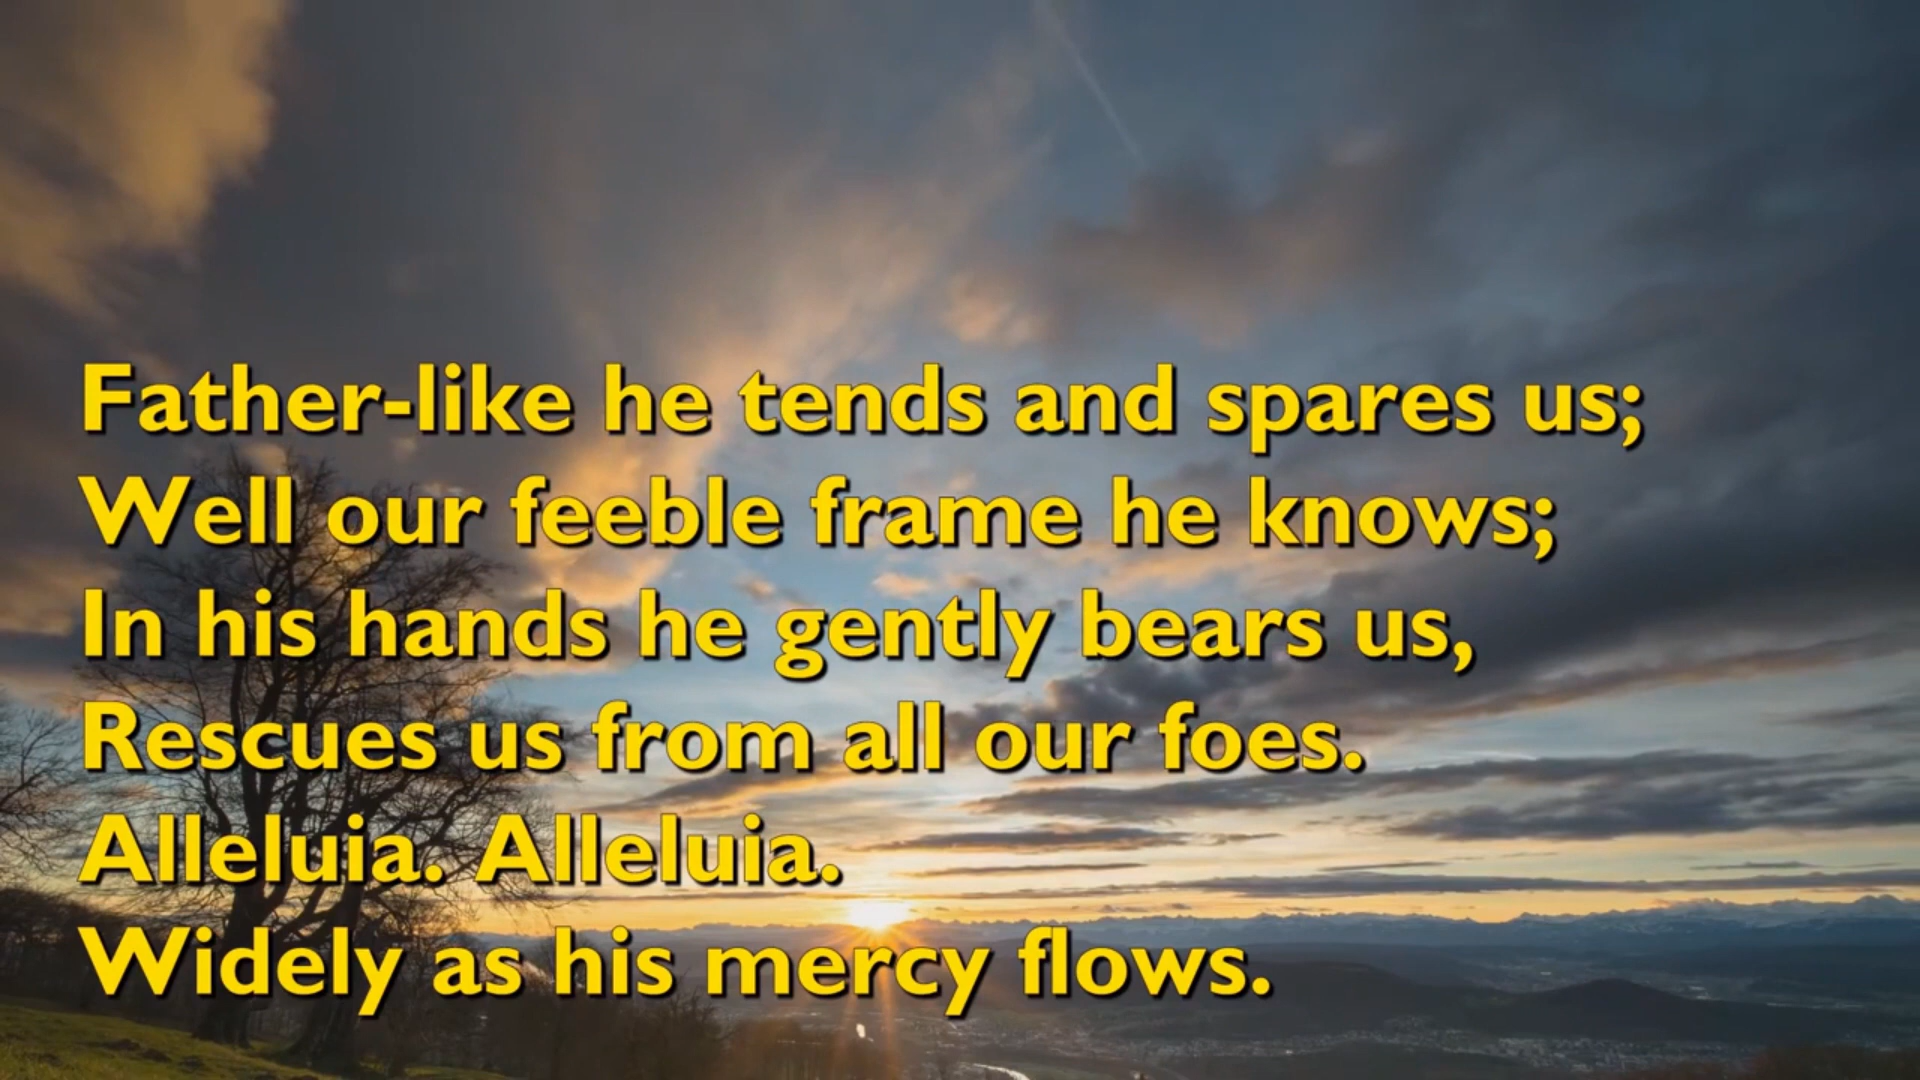 Father-like he tends and spares us;
Well our feeble frame he knows;
In his hands he gently bears us,
Rescues us from all our foes.
Alleluia. Alleluia.
Widely as his mercy flows.